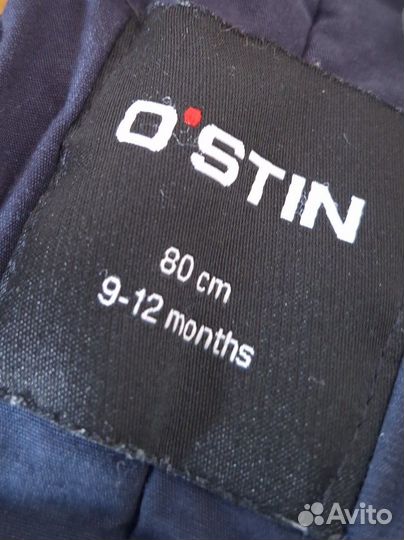 O'STIN
80 cm
9-12 months
Avito